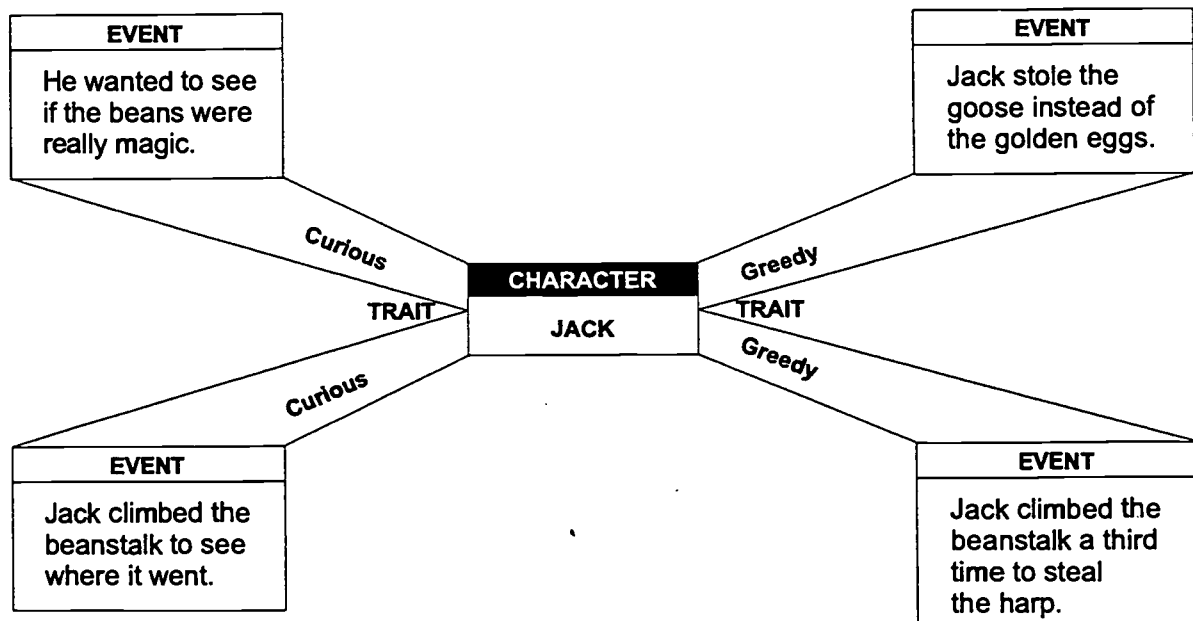 EVENT
He wanted to see
if the beans were
really magic.
EVENT
Jack stole the
goose instead of
the golden eggs.
Curious
Greedy
CHARACTER
TRAIT
JACK
TRAIT
Curious
Greedy
EVENT
Jack climbed the
beanstalk to see
where it went.
EVENT
Jack climbed the
beanstalk a third
time to steal
the harp.